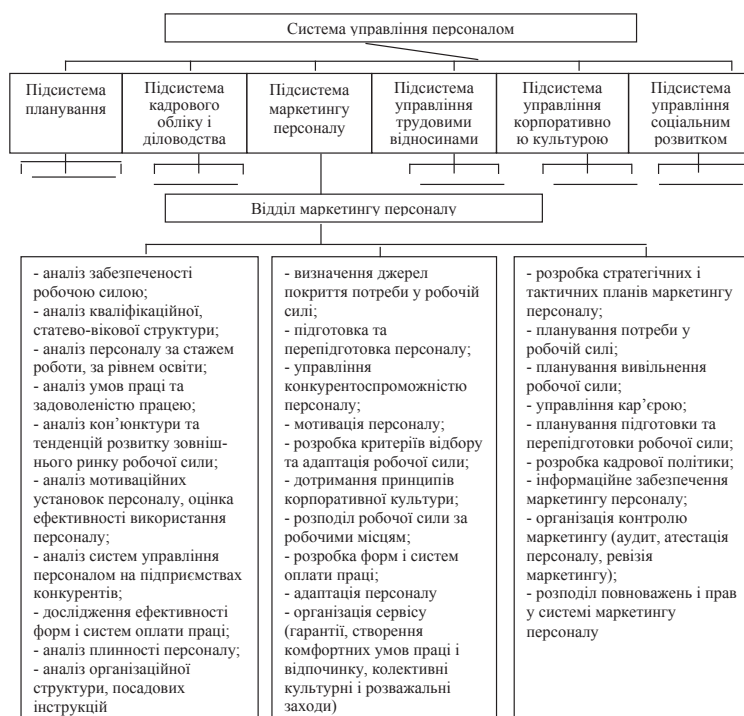 Система управління персоналом
Підсистема
планування
Підсистема
кадрового
обліку і
діловодства
Підсистема
маркетингу
персоналу
Підсистема
управління
трудовими
відносинами
Підсистема
управління
корпоративно
ю культурою
Підсистема
управління
соціальним
розвитком
Відділ маркетингу персоналу
- аналіз забезпеченості
робочою силою;
- аналіз кваліфікаційної,
статево-вікової структури;
- аналіз персоналу за стажем
роботи, за рівнем освіти;
- аналіз умов праці та
задоволеністю працею;
- аналіз кон’юнктури та
тенденцій розвитку зовніш-
нього ринку робочої сили;
- аналіз мотиваційних
установок персоналу, оцінка
ефективності використання
персоналу;
- аналіз систем управління
персоналом на підприємствах
конкурентів;
- дослідження ефективності
форм і систем оплати праці;
- аналіз плинності персоналу;
- аналіз організаційної
структури, посадових
інструкцій
- визначення джерел
покриття потреби у робочій
силі;
- підготовка та
перепідготовка персоналу;
- управління
конкурентоспроможністю
персоналу;
- мотивація персоналу;
- розробка критеріїв відбору
та адаптація робочої сили;
- дотримання принципів
корпоративної культури;
- розподіл робочої сили за
робочими місцям;
- розробка форм і систем
оплати праці;
- адаптація персоналу
- організація сервісу
(гарантії, створення
комфортних умов праці і
відпочинку, колективні
культурні і розважальні
заходи)
- розробка стратегічних і
тактичних планів маркетингу
персоналу;
- планування потреби у
робочій силі;
- планування вивільнення
робочої сили;
- управління кар’єрою;
- планування підготовки та
перепідготовки робочої сили;
- розробка кадрової політики;
- інформаційне забезпечення
маркетингу персоналу;
- організація контролю
маркетингу (аудит, атестація
персоналу, ревізія
маркетингу);
- розподіл повноважень і прав
у системі маркетингу
персоналу